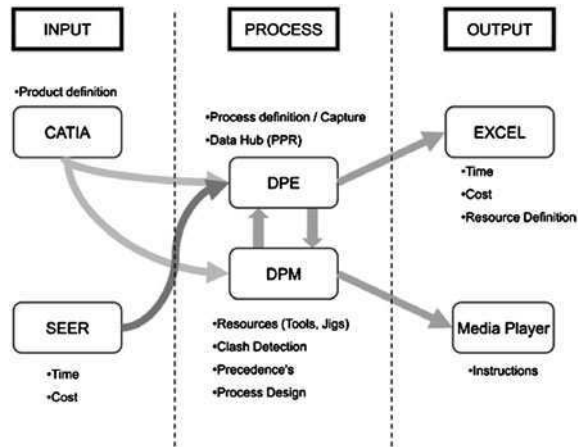 INPUT
PROCESS
OUTPUT
•Product definition
CATIA
•Process definition / Capture
•Data Hub (PPR)
EXCEL
DPE
•Time
•Cost
•Resource Definition
DPM
SEER
•Resources (Tools, Jigs)
•Clash Detection
•Precedence's
•Process Design
Media Player
•Time
•Cost
•Instructions